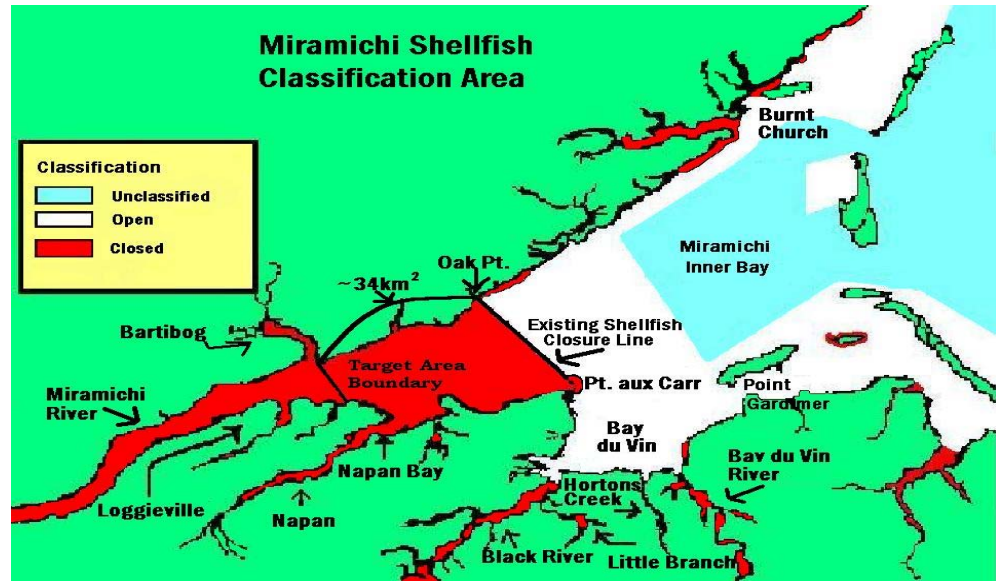 Miramichi Shellfish
Classification Area
Burnt
Church
Classification
Unclassified
Open
Closed
Miramichi
Inner Bay
Oak Pt.
~34km²
Existing Shellfish
Closure Line
Bartibog
Target Area
Boundary
Pt. aux Carr
Point
Gardimer
Miramichi
River
Bay
du Vin
Bay du Vin
River
Napan Bay
Hortons
Creek
Loggieville
Napan
Black River
Little Branch